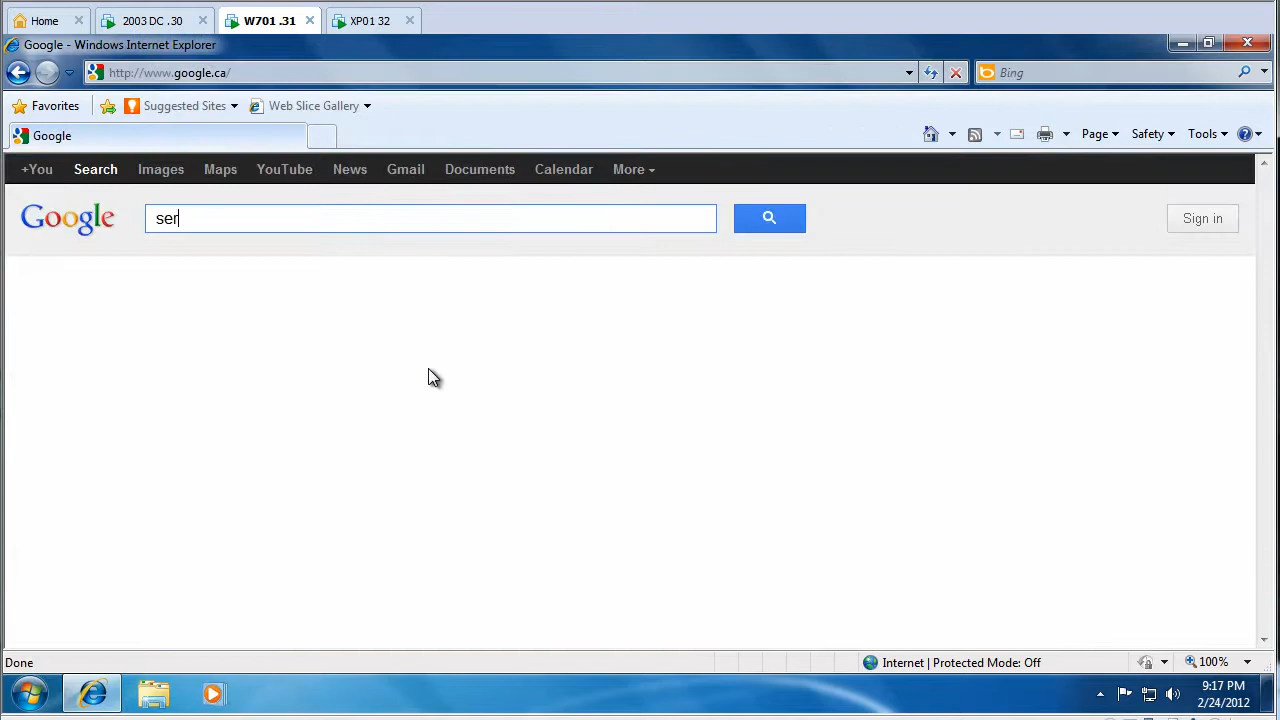 Home 2003 DC .30 W701 .31 XP01 32
Google - Windows Internet Explorer
http://www.google.ca/ Bing
Favorites Suggested Sites Web Slice Gallery
Google Page Safety Tools
+You Search Images Maps YouTube News Gmail Documents Calendar More
Google ser Sign in
Done Internet | Protected Mode: Off 100%
9:17 PM
2/24/2012